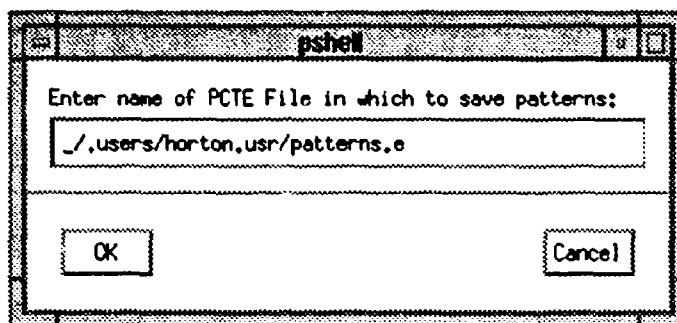 pshell
Enter name of PCTE File in which to save patterns:
_/.users/horton.usr/patterns.e
OK
Cancel